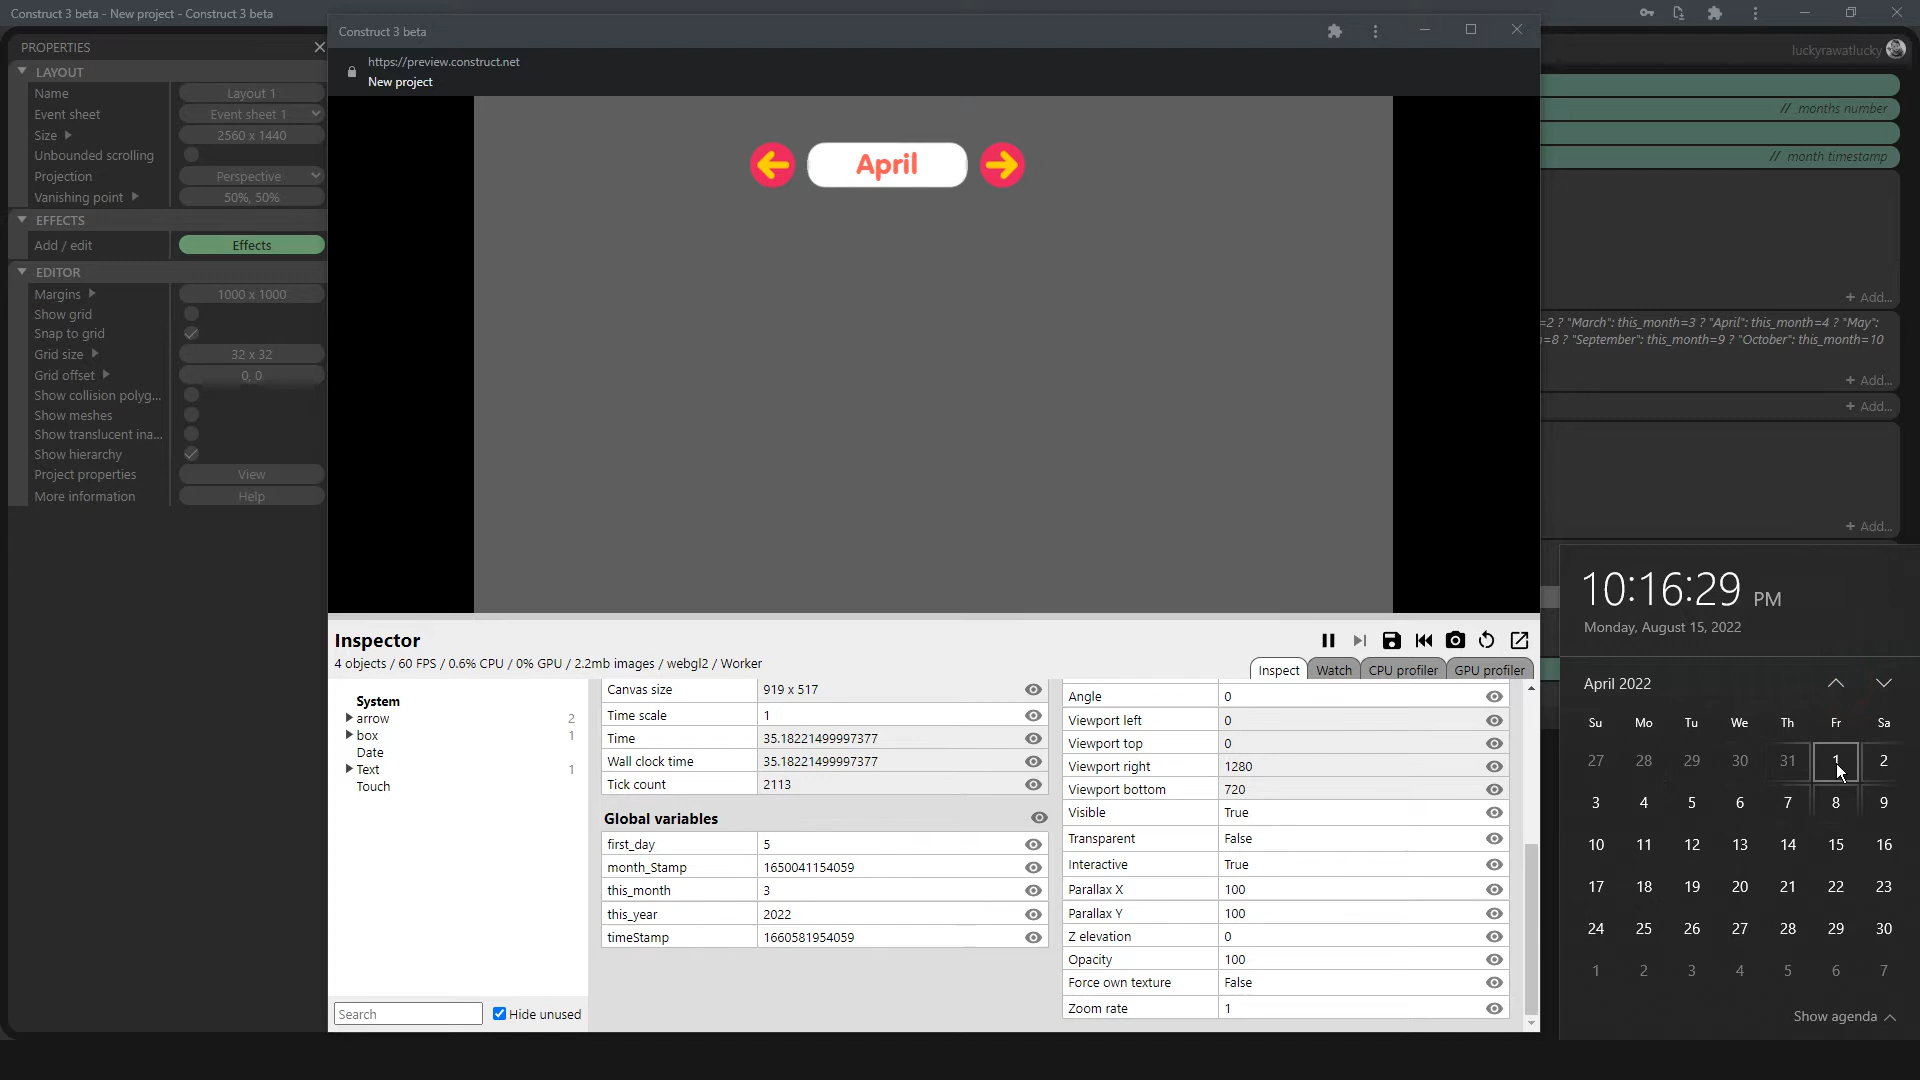 Construct 3 beta - New project - Construct 3 beta
PROPERTIES
LAYOUT
Name
Layout 1
Event sheet
Event sheet 1
Size
2560 x 1440
Unbounded scrolling
Projection
Perspective
Vanishing point
50%, 50%
EFFECTS
Add / edit
Effects
EDITOR
Margins
1000 x 1000
Show grid
Snap to grid
Grid size
32 x 32
Grid offset
0, 0
Show collision polyg...
Show meshes
Show translucent ina...
Show hierarchy
Project properties
View
More information
Help
Construct 3 beta
https://preview.construct.net
New project
April
luckyrawatlucky
// months number
// month timestamp
+ Add...
=2 ? "March": this_month=3 ? "April": this_month=4 ? "May":
=8 ? "September": this_month=9 ? "October": this_month=10
+ Add...
+ Add...
+ Add...
Inspector
4 objects / 60 FPS / 0.6% CPU / 0% GPU / 2.2mb images / webgl2 / Worker
Inspect
Watch
CPU profiler
GPU profiler
System
arrow 2
box 1
Date
Text 1
Touch
Search
Hide unused
Canvas size 919 x 517
Time scale 1
Time 35.18221499997377
Wall clock time 35.18221499997377
Tick count 2113
Global variables
first_day 5
month_Stamp 1650041154059
this_month 3
this_year 2022
timeStamp 1660581954059
Angle 0
Viewport left 0
Viewport top 0
Viewport right 1280
Viewport bottom 720
Visible True
Transparent False
Interactive True
Parallax X 100
Parallax Y 100
Z elevation 0
Opacity 100
Force own texture False
Zoom rate 1
10:16:29 PM
Monday, August 15, 2022
April 2022
Su Mo Tu We Th Fr Sa
27 28 29 30 31 1 2
3 4 5 6 7 8 9
10 11 12 13 14 15 16
17 18 19 20 21 22 23
24 25 26 27 28 29 30
1 2 3 4 5 6 7
Show agenda